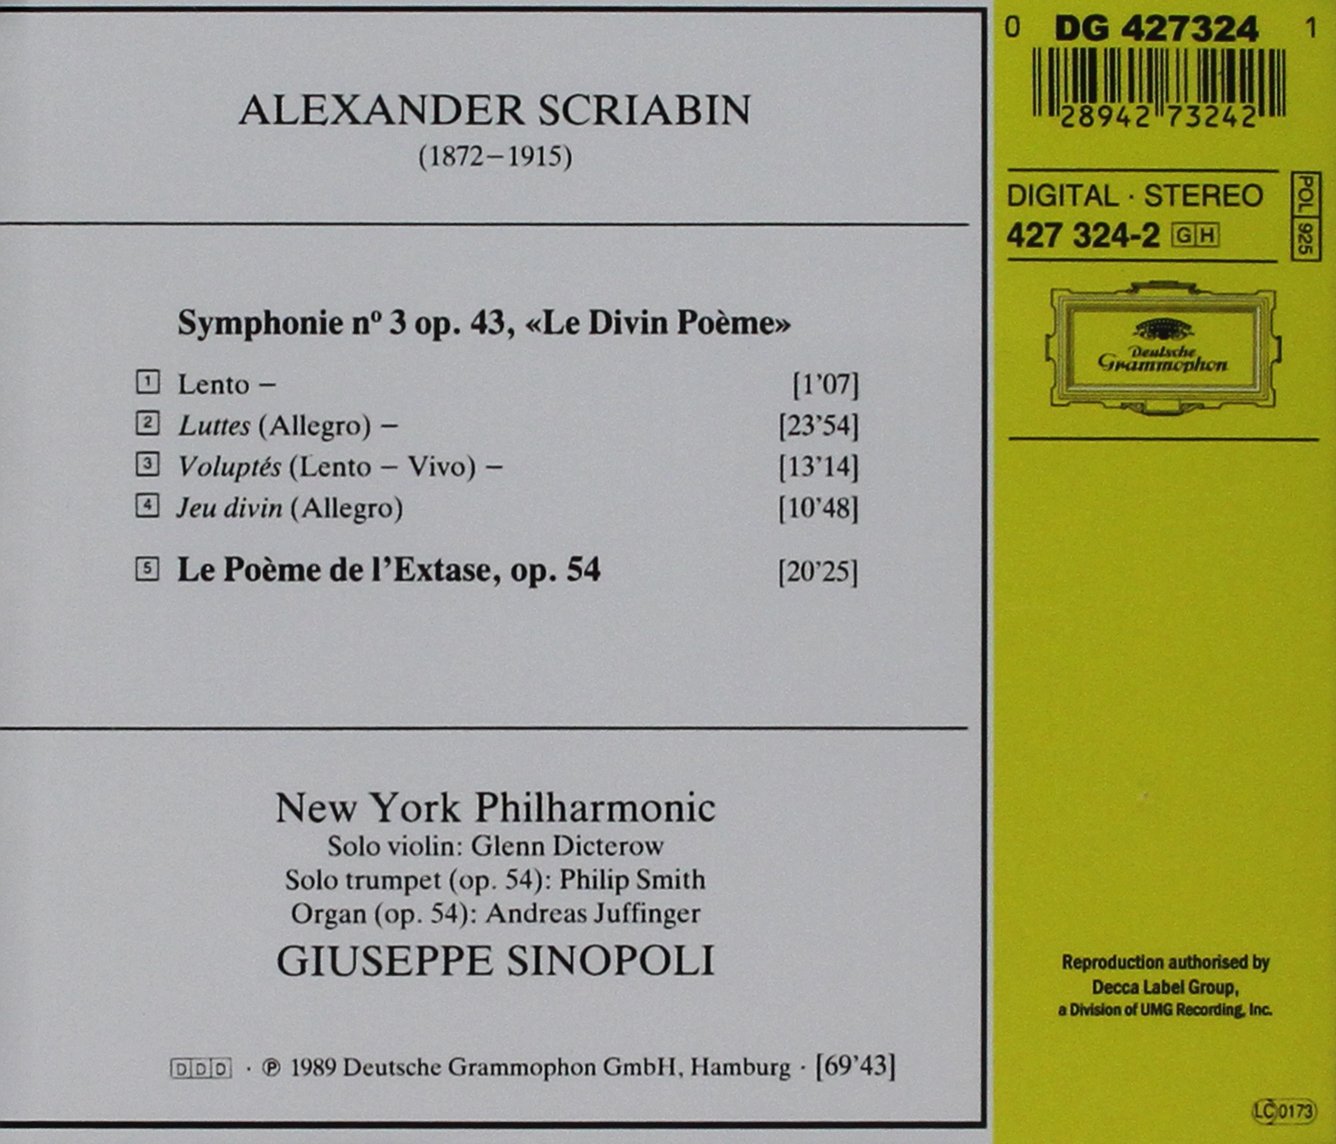 ALEXANDER SCRIABIN
(1872–1915)
Symphonie nº 3 op. 43, «Le Divin Poème»
1 Lento – [1’07]
2 Luttes (Allegro) – [23’54]
3 Voluptés (Lento – Vivo) – [13’14]
4 Jeu divin (Allegro) [10’48]
5 Le Poème de l’Extase, op. 54 [20’25]
New York Philharmonic
Solo violin: Glenn Dicterow
Solo trumpet (op. 54): Philip Smith
Organ (op. 54): Andreas Juffinger
GIUSEPPE SINOPOLI
DDD · ℗ 1989 Deutsche Grammophon GmbH, Hamburg · [69’43]
0 DG 427324 1
28942 73242
DIGITAL · STEREO
427 324-2 GH
POL 925
Deutsche
Grammophon
Reproduction authorised by
Decca Label Group,
a Division of UMG Recording, Inc.
LC 0173